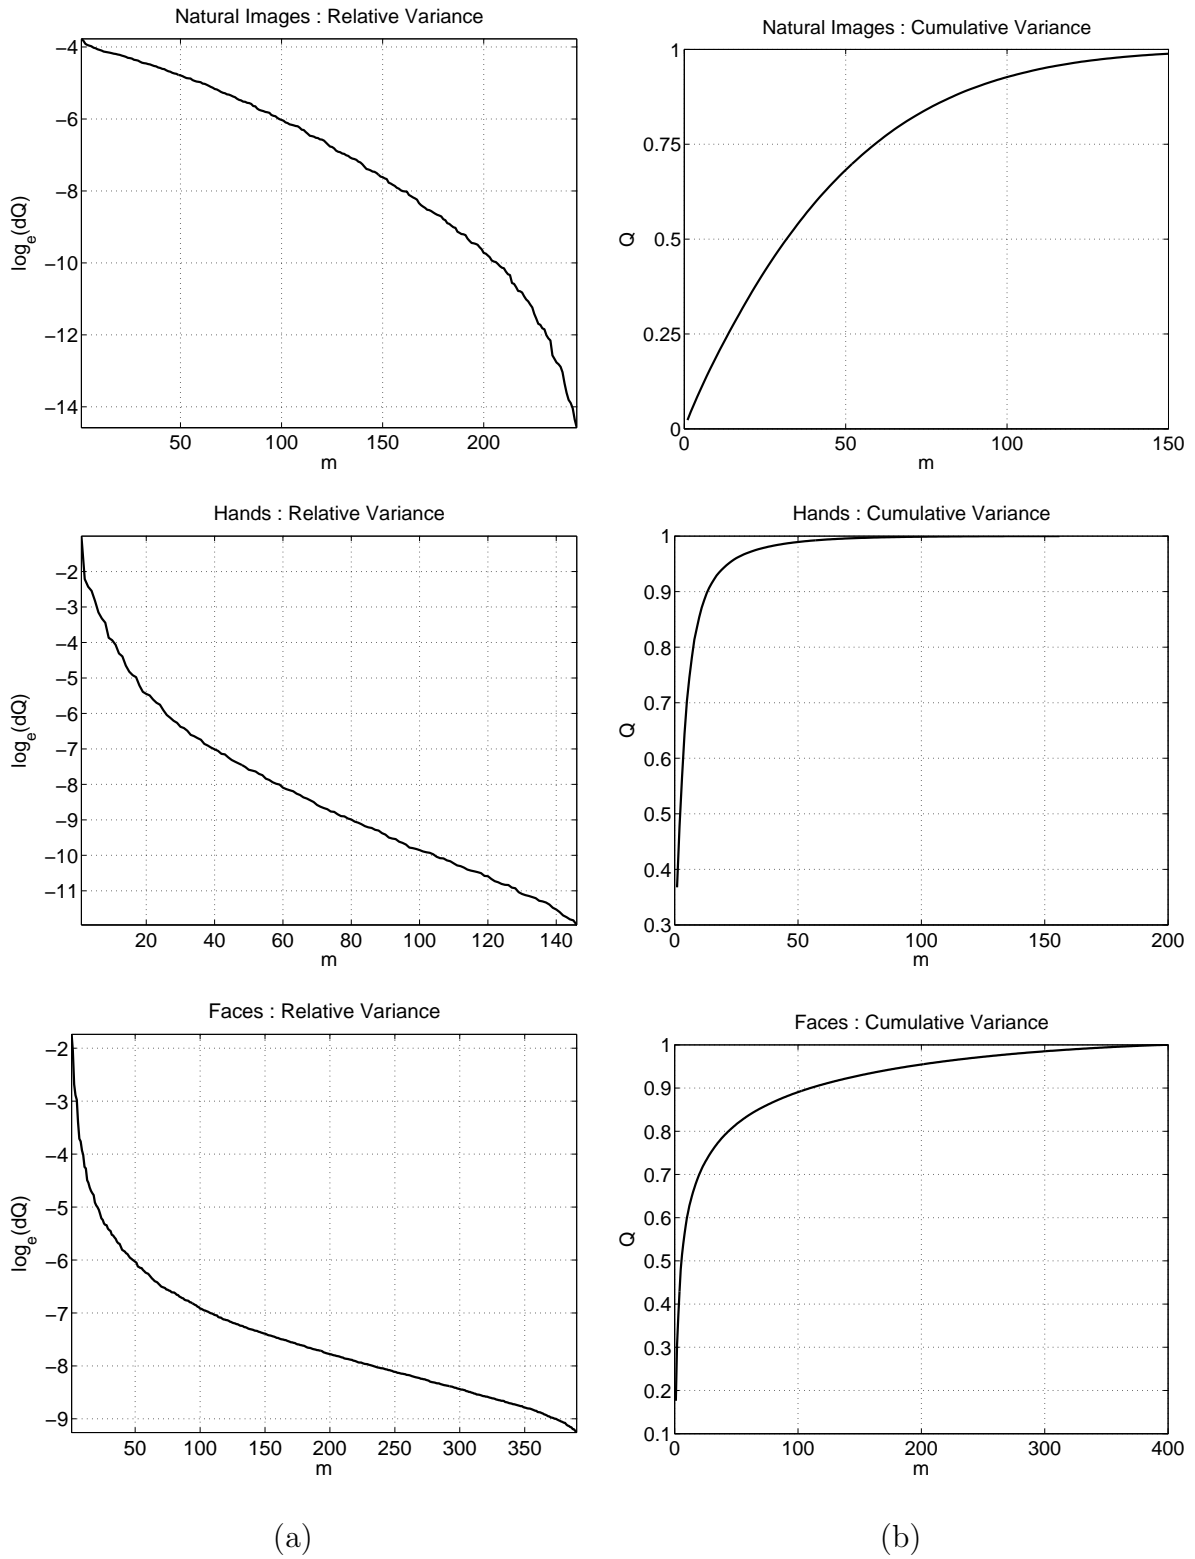 Natural Images : Relative Variance
−4
−6
−8
−10
−12
−14
log_e(dQ)
50 100 150 200
m
Natural Images : Cumulative Variance
1
0.75
0.5
0.25
0
Q
0 50 100 150
m
Hands : Relative Variance
−2
−3
−4
−5
−6
−7
−8
−9
−10
−11
log_e(dQ)
20 40 60 80 100 120 140
m
Hands : Cumulative Variance
1
0.9
0.8
0.7
0.6
0.5
0.4
0.3
Q
0 50 100 150 200
m
Faces : Relative Variance
−2
−3
−4
−5
−6
−7
−8
−9
log_e(dQ)
50 100 150 200 250 300 350
m
Faces : Cumulative Variance
1
0.9
0.8
0.7
0.6
0.5
0.4
0.3
0.2
0.1
Q
0 100 200 300 400
m
(a)
(b)